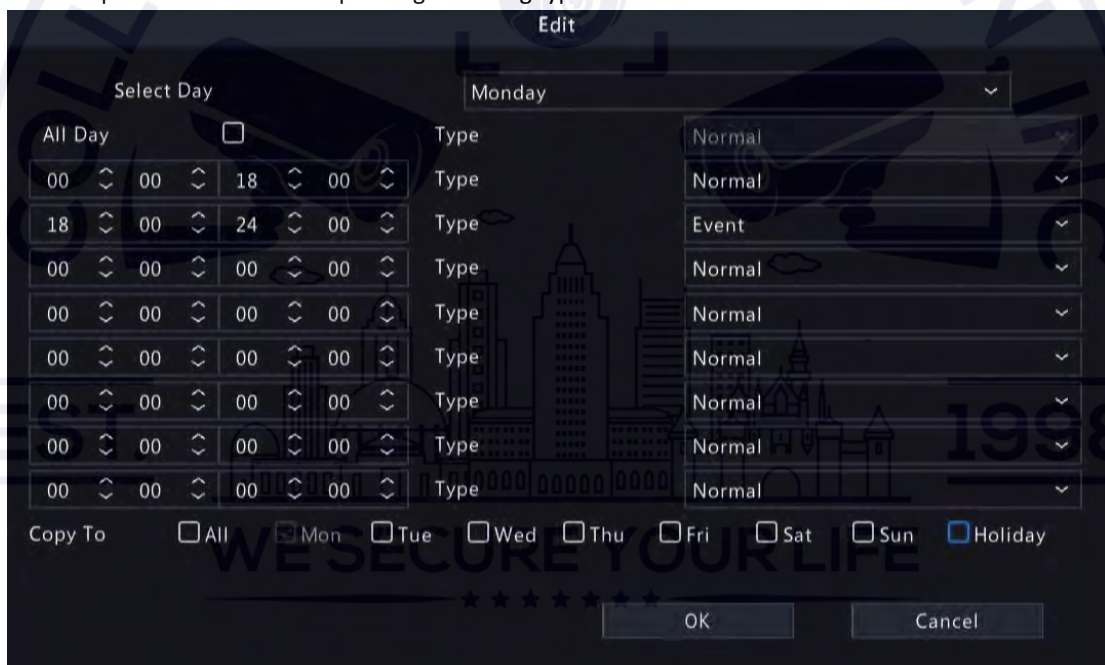 Edit
Select Day Monday
All Day Type Normal
00 00 18 00 Type Normal
18 00 24 00 Type Event
00 00 00 00 Type Normal
00 00 00 00 Type Normal
00 00 00 00 Type Normal
00 00 00 00 Type Normal
00 00 00 00 Type Normal
00 00 00 00 Type Normal
EST. 1998
Copy To All Mon Tue Wed Thu Fri Sat Sun Holiday
WE SECURE YOUR LIFE
OK Cancel